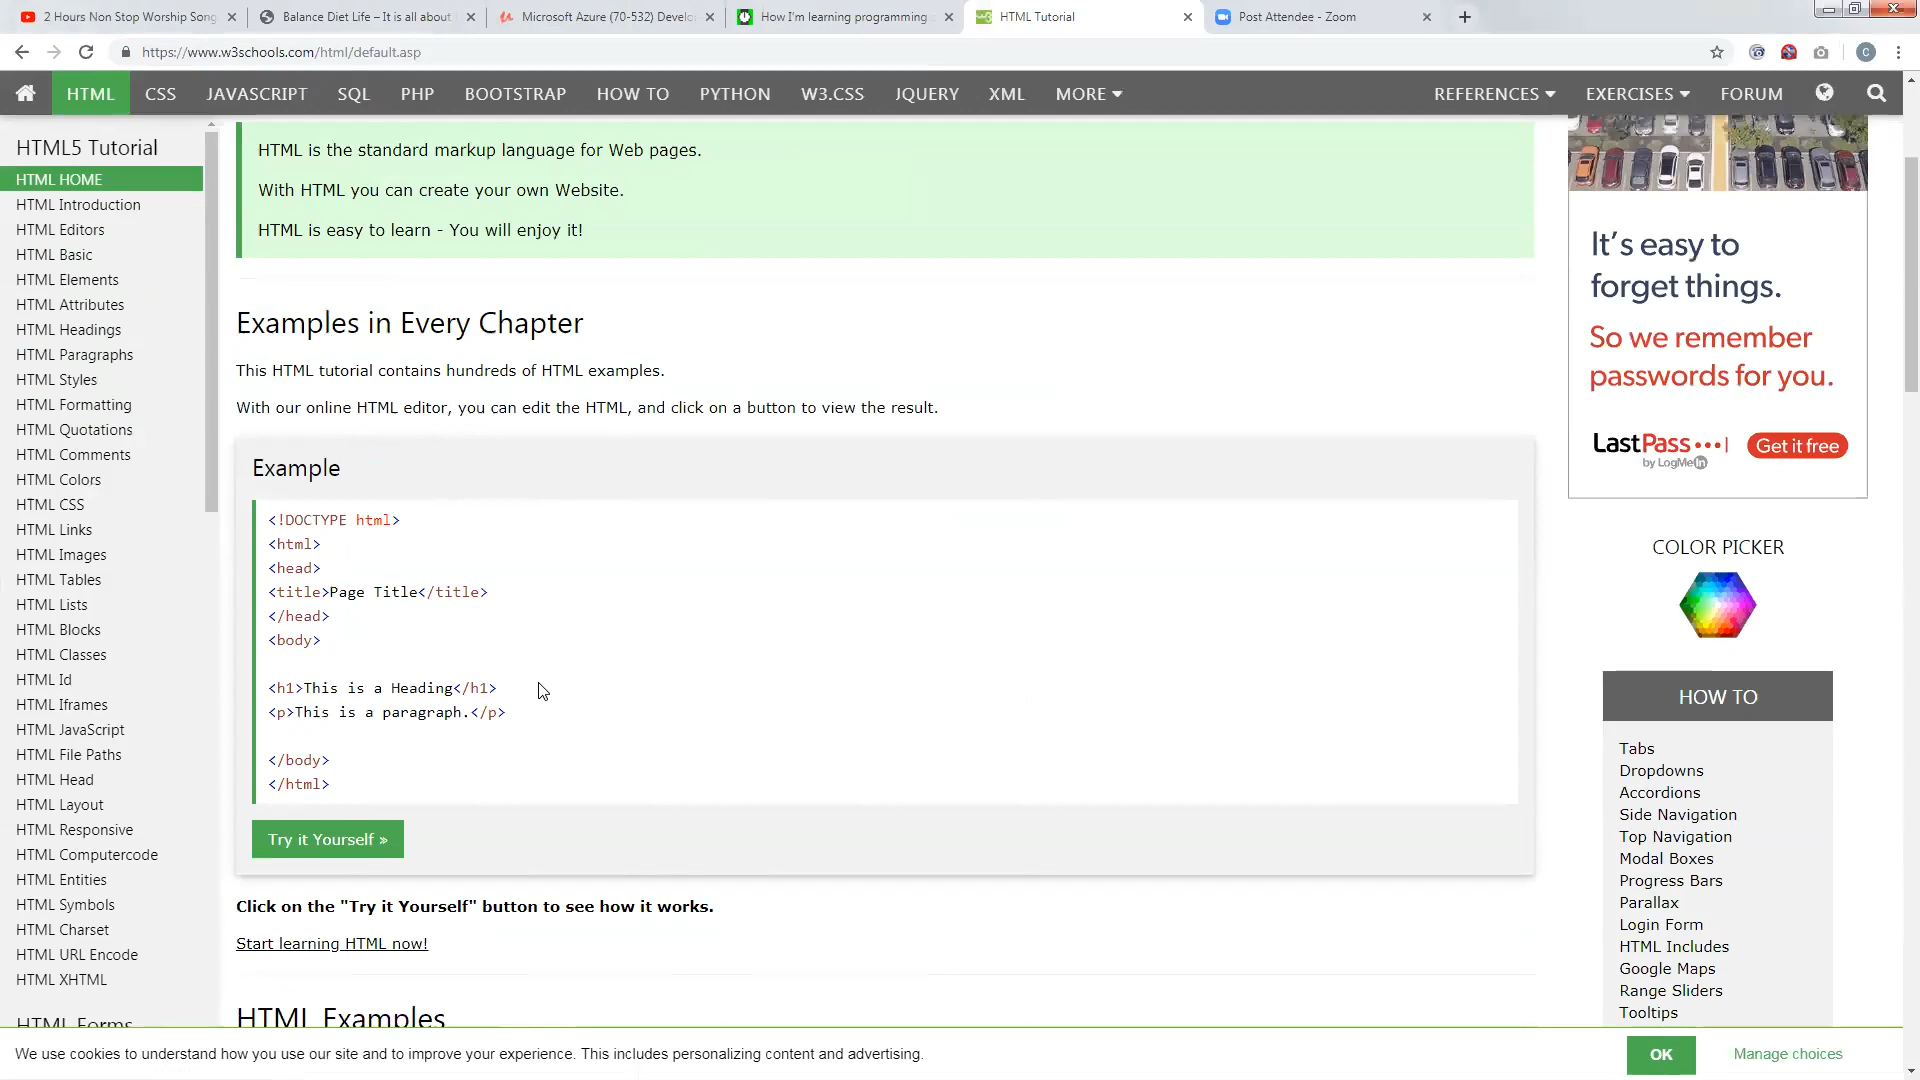 2 Hours Non Stop Worship Song
Balance Diet Life – It is all about
Microsoft Azure (70-532) Develo
How I'm learning programming
HTML Tutorial
Post Attendee - Zoom
https://www.w3schools.com/html/default.asp
C
HTML
CSS
JAVASCRIPT
SQL
PHP
BOOTSTRAP
HOW TO
PYTHON
W3.CSS
JQUERY
XML
MORE
REFERENCES
EXERCISES
FORUM
HTML5 Tutorial
HTML HOME
HTML Introduction
HTML Editors
HTML Basic
HTML Elements
HTML Attributes
HTML Headings
HTML Paragraphs
HTML Styles
HTML Formatting
HTML Quotations
HTML Comments
HTML Colors
HTML CSS
HTML Links
HTML Images
HTML Tables
HTML Lists
HTML Blocks
HTML Classes
HTML Id
HTML Iframes
HTML JavaScript
HTML File Paths
HTML Head
HTML Layout
HTML Responsive
HTML Computercode
HTML Entities
HTML Symbols
HTML Charset
HTML URL Encode
HTML XHTML
HTML Forms
HTML is the standard markup language for Web pages.
With HTML you can create your own Website.
HTML is easy to learn - You will enjoy it!
Examples in Every Chapter
This HTML tutorial contains hundreds of HTML examples.
With our online HTML editor, you can edit the HTML, and click on a button to view the result.
Example
<!DOCTYPE html>
<html>
<head>
<title>Page Title</title>
</head>
<body>
<h1>This is a Heading</h1>
<p>This is a paragraph.</p>
</body>
</html>
Try it Yourself »
Click on the "Try it Yourself" button to see how it works.
Start learning HTML now!
HTML Examples
It's easy to
forget things.
So we remember
passwords for you.
LastPass
by LogMeIn
Get it free
COLOR PICKER
HOW TO
Tabs
Dropdowns
Accordions
Side Navigation
Top Navigation
Modal Boxes
Progress Bars
Parallax
Login Form
HTML Includes
Google Maps
Range Sliders
Tooltips
We use cookies to understand how you use our site and to improve your experience. This includes personalizing content and advertising.
OK
Manage choices